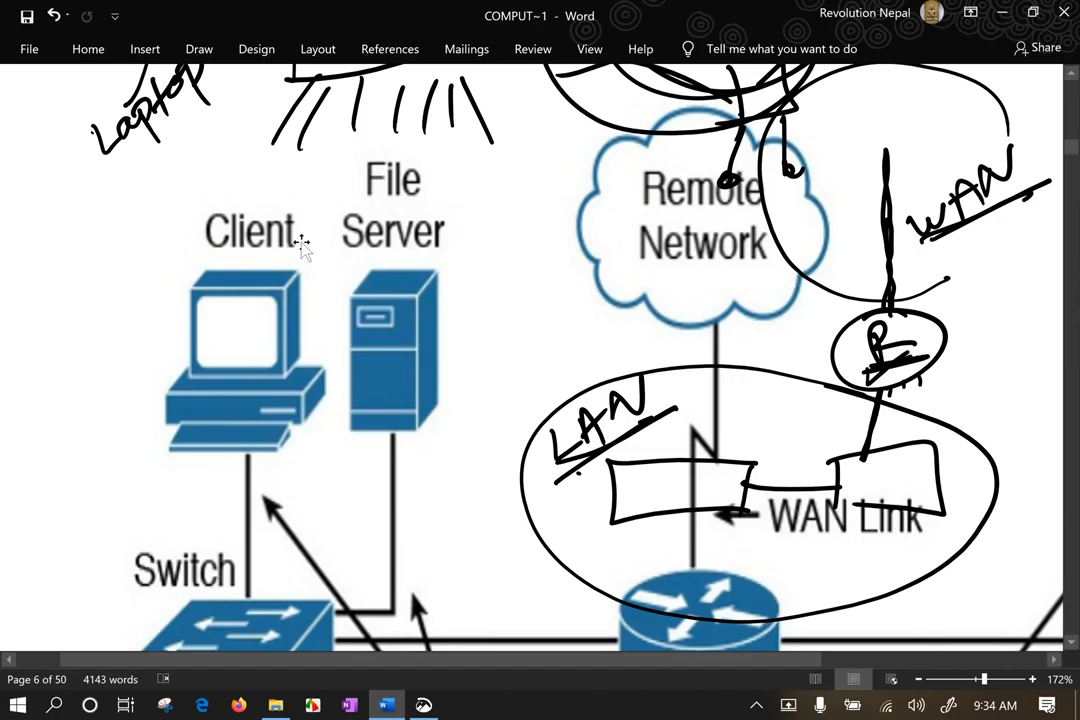 COMPUT~1 - Word
Revolution Nepal
File Home Insert Draw Design Layout References Mailings Review View Help Tell me what you want to do Share
Laptop
File
Server
Client
Remote
Network
WAN
R
LAN
WAN Link
Switch
Page 6 of 50 4143 words 172%
9:34 AM